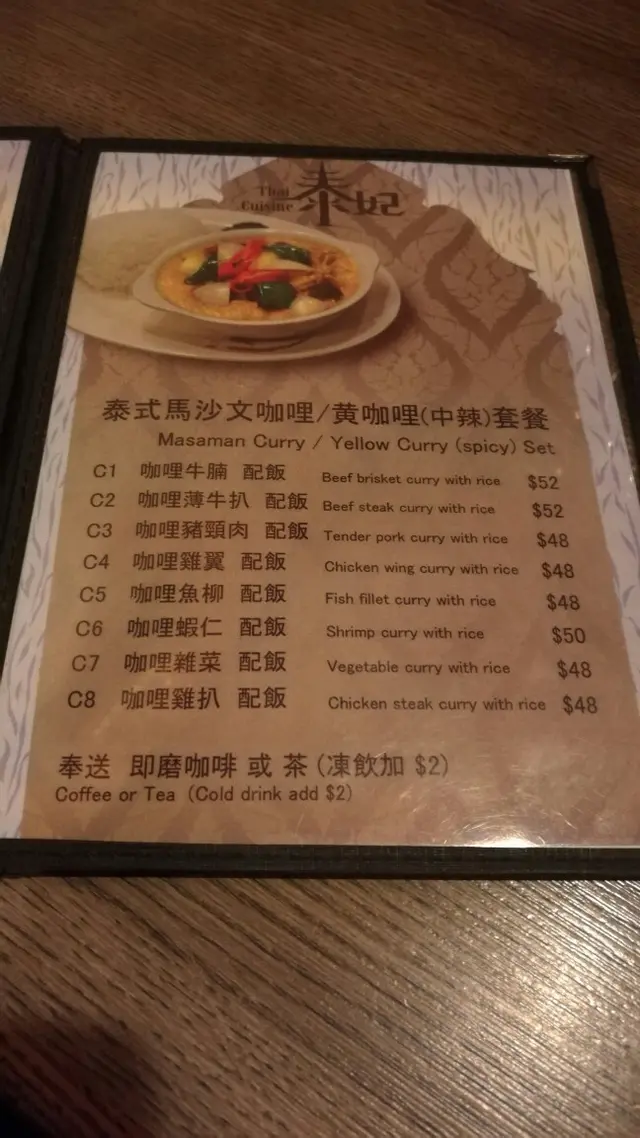 Thai Cuisine 泰妃
泰式馬沙文咖哩/黃咖哩(中辣)套餐
Masaman Curry / Yellow Curry (spicy) Set
C1 咖哩牛腩 配飯 Beef brisket curry with rice $52
C2 咖哩薄牛扒 配飯 Beef steak curry with rice $52
C3 咖哩豬頸肉 配飯 Tender pork curry with rice $48
C4 咖哩雞翼 配飯 Chicken wing curry with rice $48
C5 咖哩魚柳 配飯 Fish fillet curry with rice $48
C6 咖哩蝦仁 配飯 Shrimp curry with rice $50
C7 咖哩雜菜 配飯 Vegetable curry with rice $48
C8 咖哩雞扒 配飯 Chicken steak curry with rice $48
奉送 即磨咖啡 或 茶 (凍飲加 $2)
Coffee or Tea (Cold drink add $2)